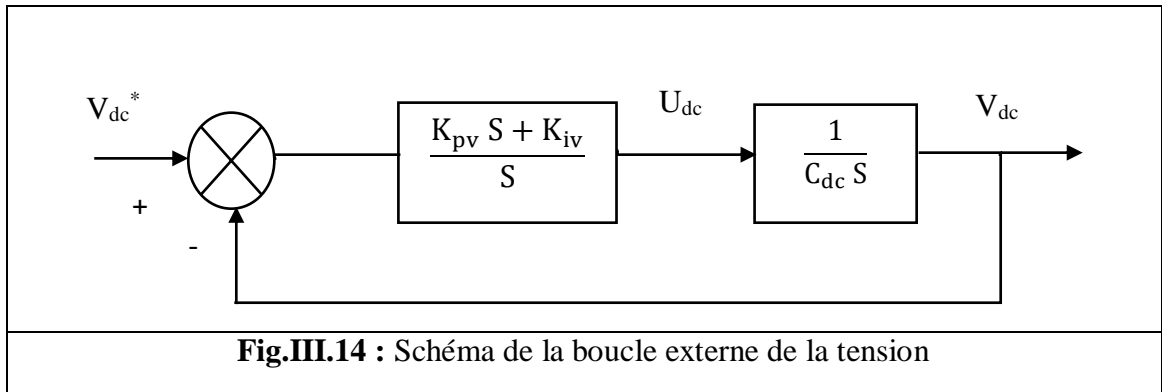 V_dc^*
+
-
K_pv S + K_iv
S
U_dc
1
C_dc S
V_dc
Fig.III.14 : Schéma de la boucle externe de la tension